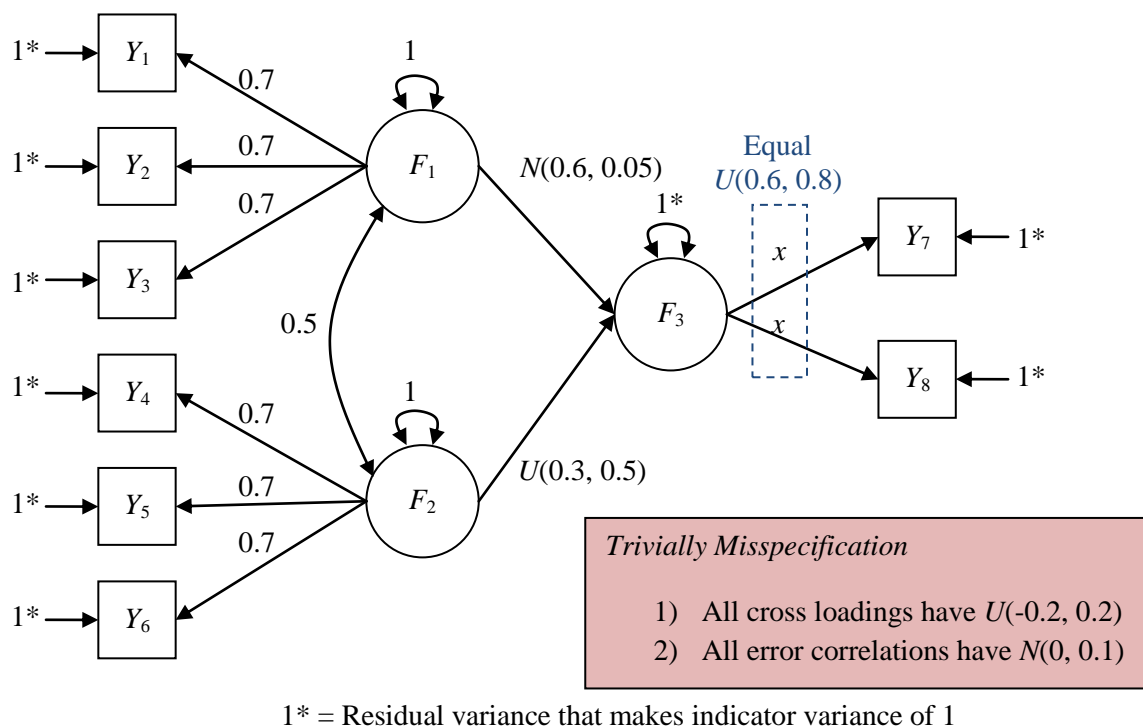 1*
Y1
0.7
1*
Y2
0.7
1*
Y3
0.7
1
F1
N(0.6, 0.05)
0.5
1*
Y4
0.7
1*
Y5
0.7
1*
Y6
0.7
1
F2
U(0.3, 0.5)
1*
F3
Equal
U(0.6, 0.8)
x
x
Y7
1*
Y8
1*
Trivially Misspecification
1) All cross loadings have U(-0.2, 0.2)
2) All error correlations have N(0, 0.1)
1* = Residual variance that makes indicator variance of 1